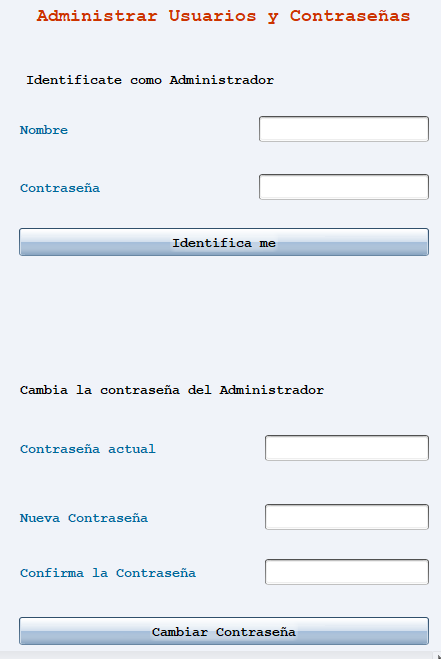 Administrar Usuarios y Contraseñas
Identificate como Administrador
Nombre
Contraseña
Identifica me
Cambia la contraseña del Administrador
Contraseña actual
Nueva Contraseña
Confirma la Contraseña
Cambiar Contraseña